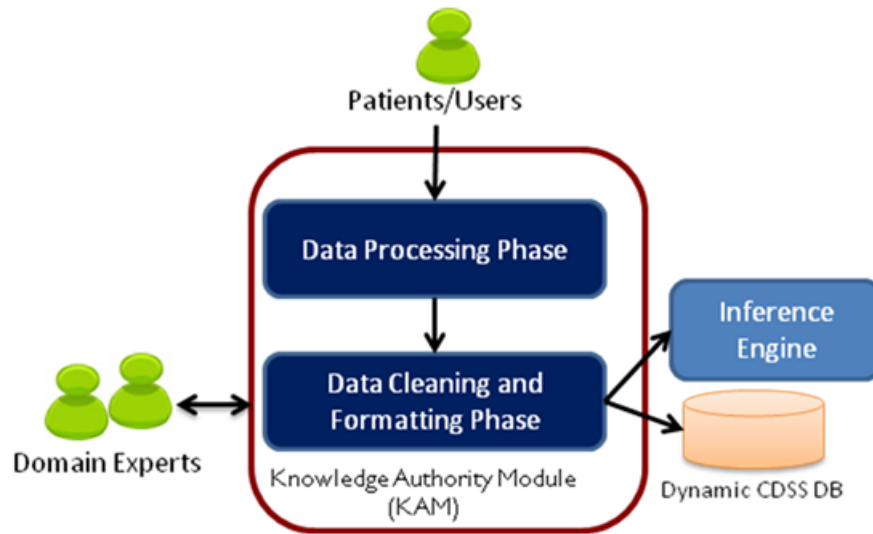 Patients/Users
Data Processing Phase
Inference
Engine
Data Cleaning and
Formatting Phase
Domain Experts
Knowledge Authority Module
(KAM)
Dynamic CDSS DB